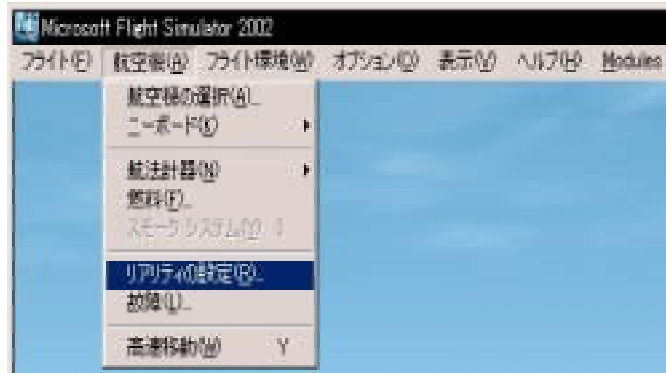 Microsoft Flight Simulator 2002
フライト(F) 航空機(A) フライト環境(W) オプション(O) 表示(V) ヘルプ(H) Modules
航空機の選択(A)...
ニーボード(K)
航法計器(N)
燃料(F)...
スモーク システム(Y) I
リアリティの設定(R)...
故障(L)...
高速移動(W) Y